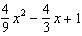 4/9 x² − 4/3 x + 1